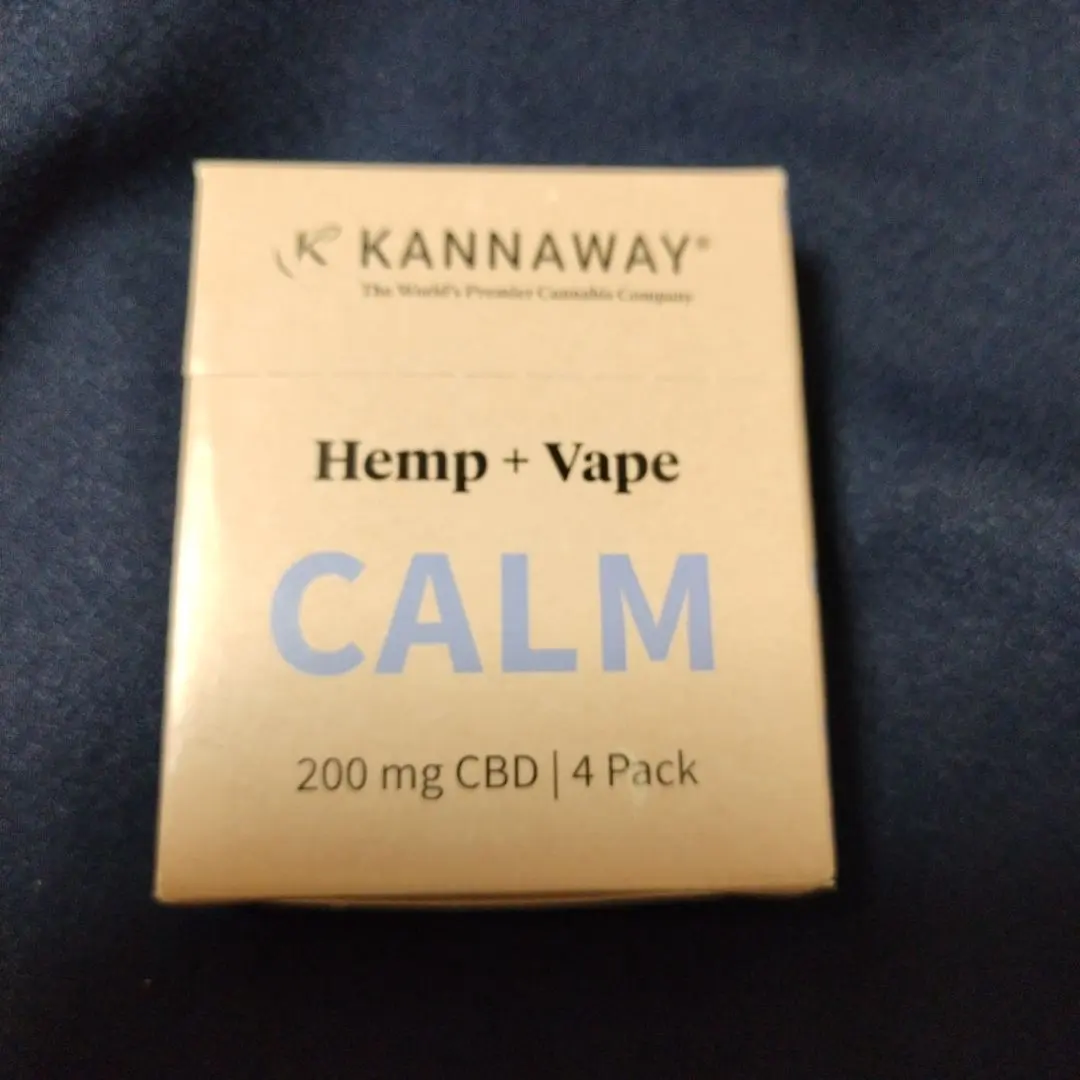 KANNAWAY®
The World's Premier Cannabis Company
Hemp + Vape
CALM
200 mg CBD | 4 Pack